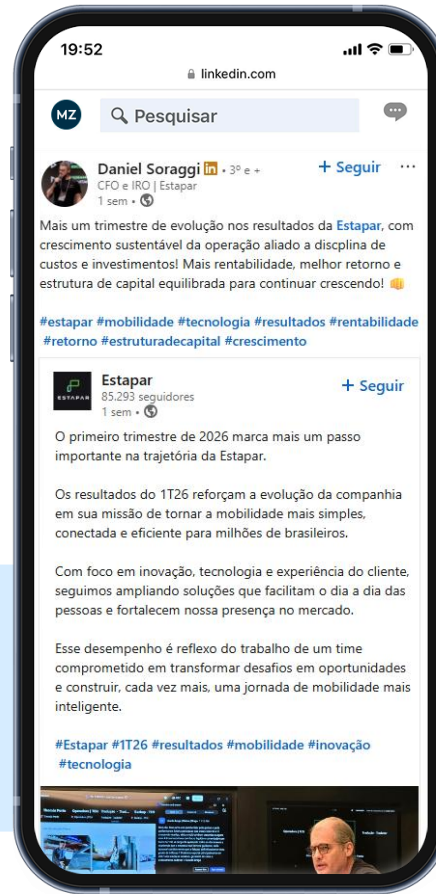 19:52
linkedin.com
MZ
Pesquisar
Daniel Soraggi in • 3º e +
+ Seguir
CFO e IRO | Estapar
1 sem •
Mais um trimestre de evolução nos resultados da Estapar, com
crescimento sustentável da operação aliado a discplina de
custos e investimentos! Mais rentabilidade, melhor retorno e
estrutura de capital equilibrada para continuar crescendo! 👊
#estapar #mobilidade #tecnologia #resultados #rentabilidade
#retorno #estruturadecapital #crescimento
ESTAPAR
Estapar
+ Seguir
85.293 seguidores
1 sem •
O primeiro trimestre de 2026 marca mais um passo
importante na trajetória da Estapar.
Os resultados do 1T26 reforçam a evolução da companhia
em sua missão de tornar a mobilidade mais simples,
conectada e eficiente para milhões de brasileiros.
Com foco em inovação, tecnologia e experiência do cliente,
seguimos ampliando soluções que facilitam o dia a dia das
pessoas e fortalecem nossa presença no mercado.
Esse desempenho é reflexo do trabalho de um time
comprometido em transformar desafios em oportunidades
e construir, cada vez mais, uma jornada de mobilidade mais
inteligente.
#Estapar #1T26 #resultados #mobilidade #inovação
#tecnologia